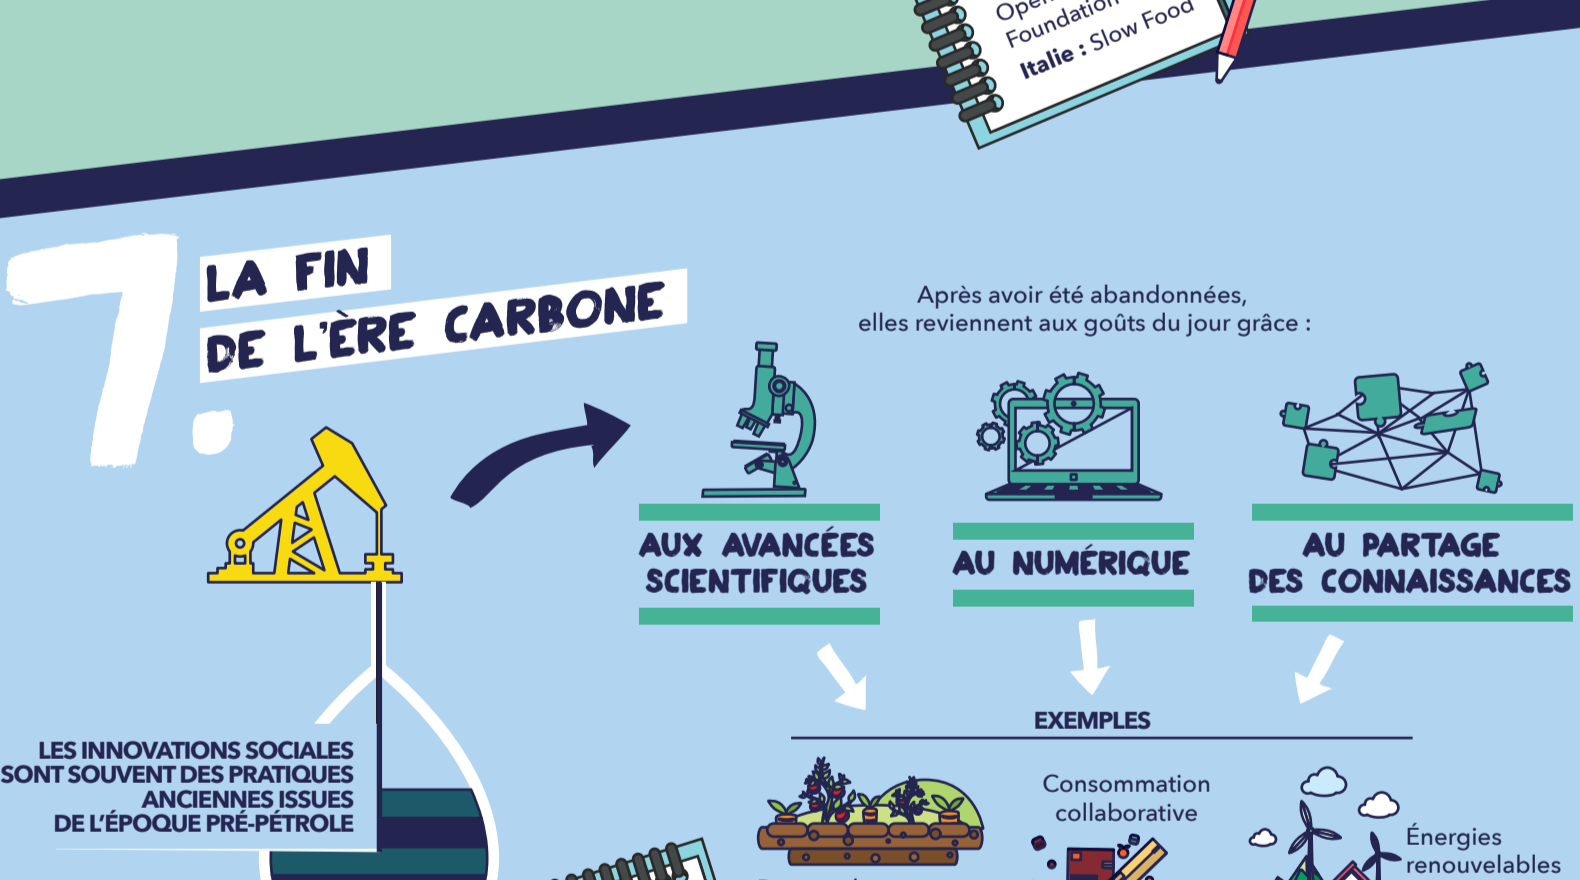 Foundation
Italie : Slow Food
7.
LA FIN
DE L'ÈRE CARBONE
Après avoir été abandonnées,
elles reviennent aux goûts du jour grâce :
AUX AVANCÉES
SCIENTIFIQUES
AU NUMÉRIQUE
AU PARTAGE
DES CONNAISSANCES
EXEMPLES
LES INNOVATIONS SOCIALES
SONT SOUVENT DES PRATIQUES
ANCIENNES ISSUES
DE L'ÉPOQUE PRÉ-PÉTROLE
Consommation
collaborative
Énergies
renouvelables